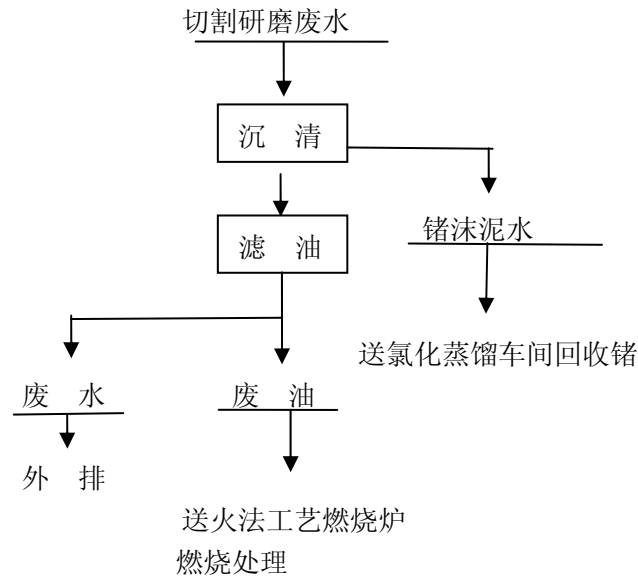 切割研磨废水
沉 清
滤 油
锗沫泥水
送氯化蒸馏车间回收锗
废 水
废 油
外 排
送火法工艺燃烧炉
燃烧处理